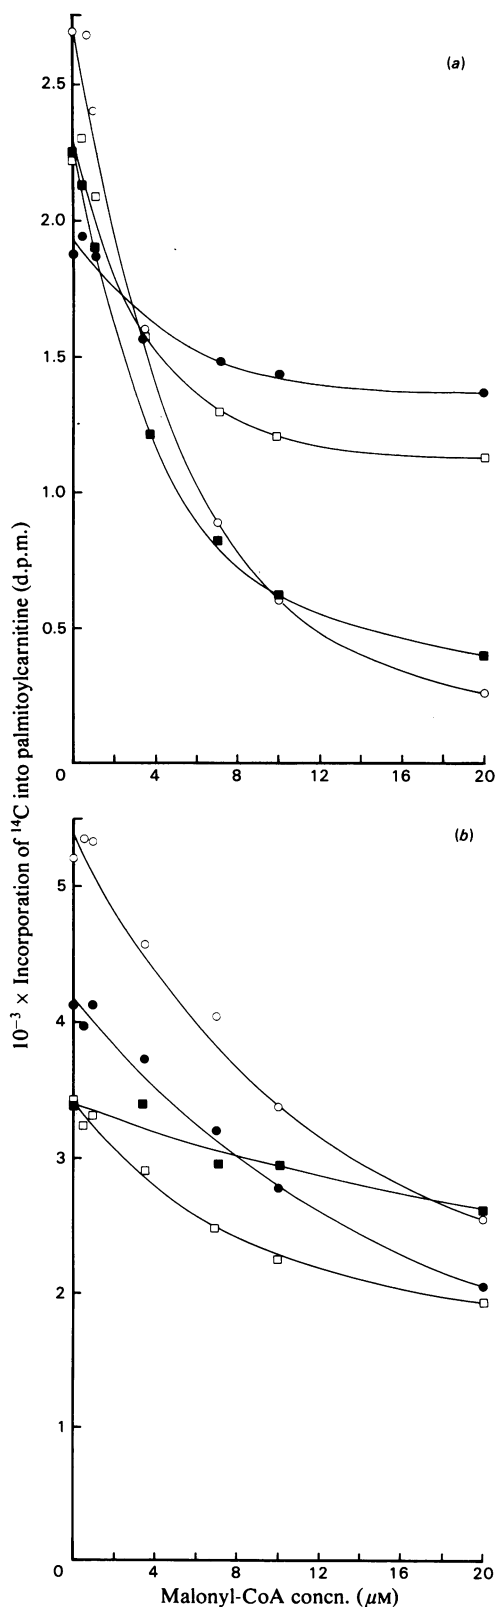 (a)
2.5
2.0
1.5
1.0
0.5
0 4 8 12 16 20
10⁻³ × Incorporation of ¹⁴C into palmitoylcarnitine (d.p.m.)
(b)
5
4
3
2
1
0 4 8 12 16 20
Malonyl-CoA concn. (μM)